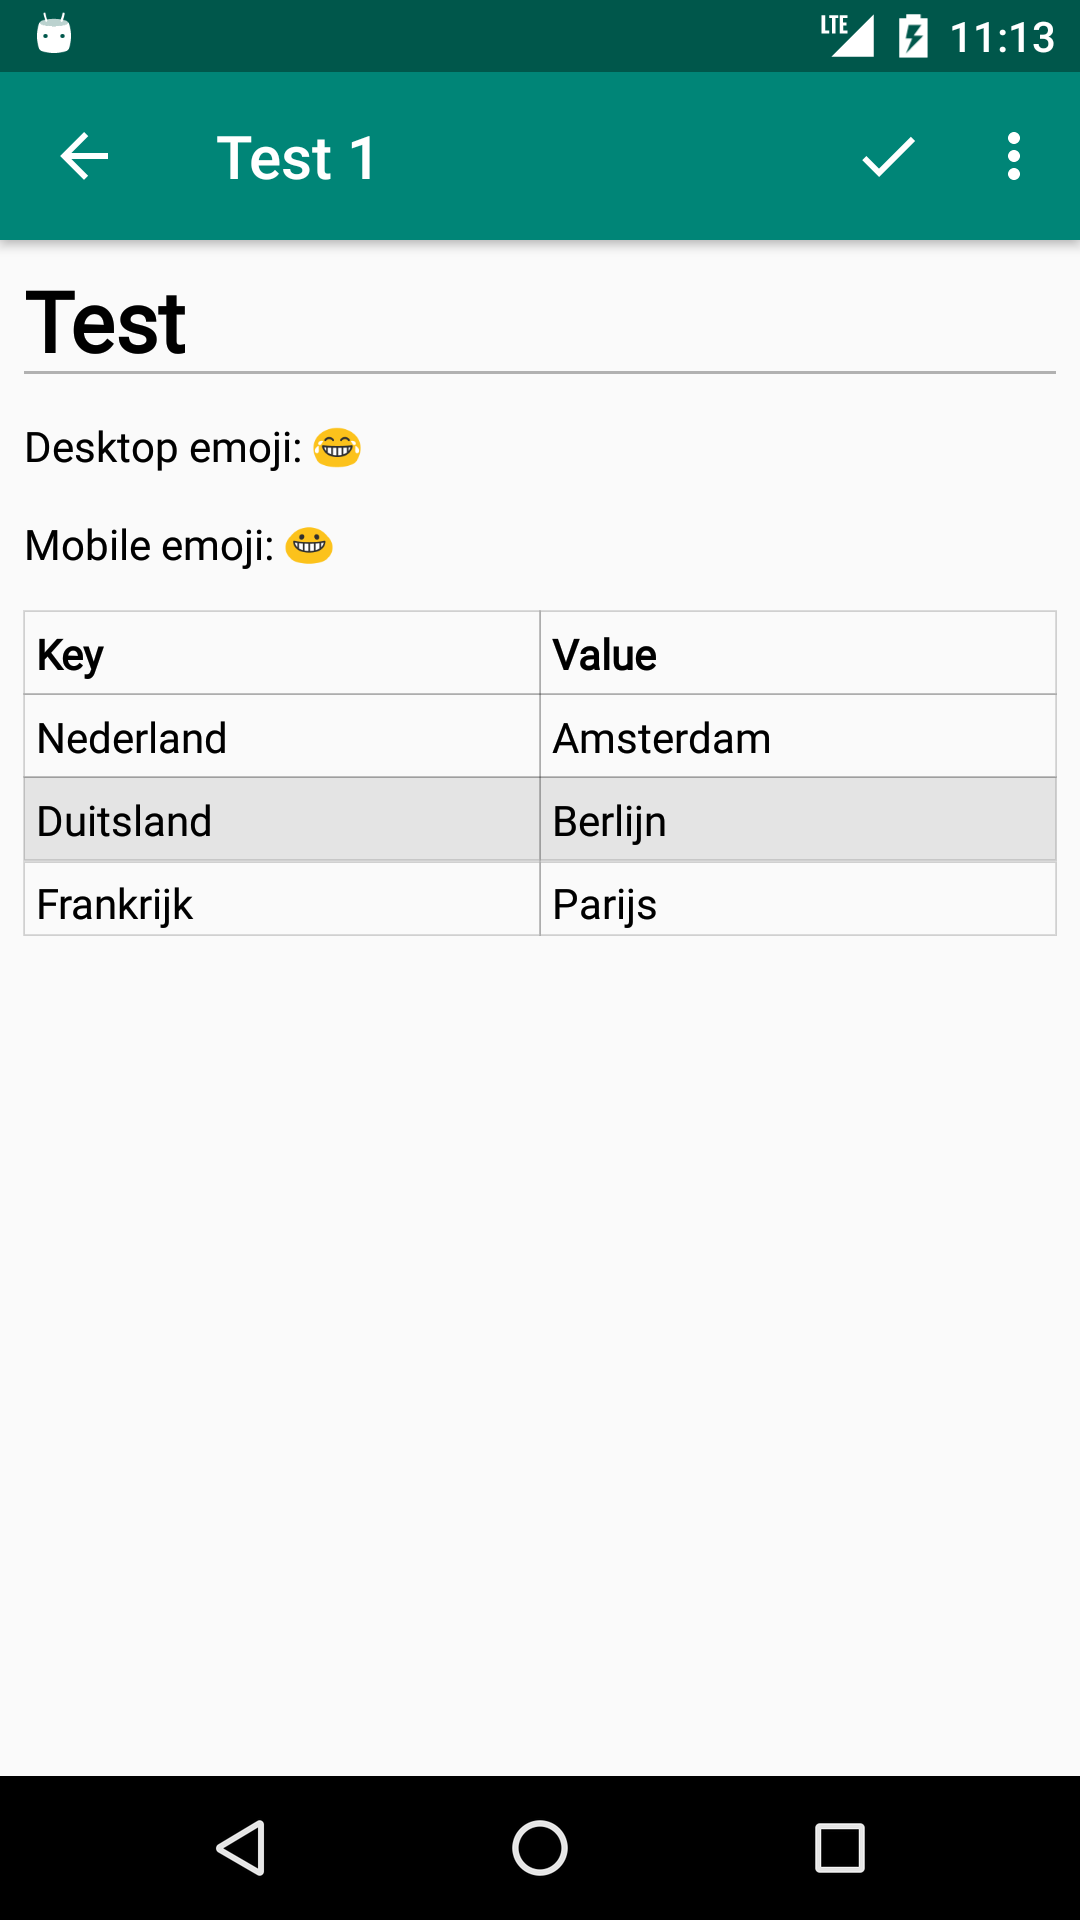 LTE 11:13
Test 1
Test
Desktop emoji: 😂
Mobile emoji: 😀
Key Value
Nederland Amsterdam
Duitsland Berlijn
Frankrijk Parijs